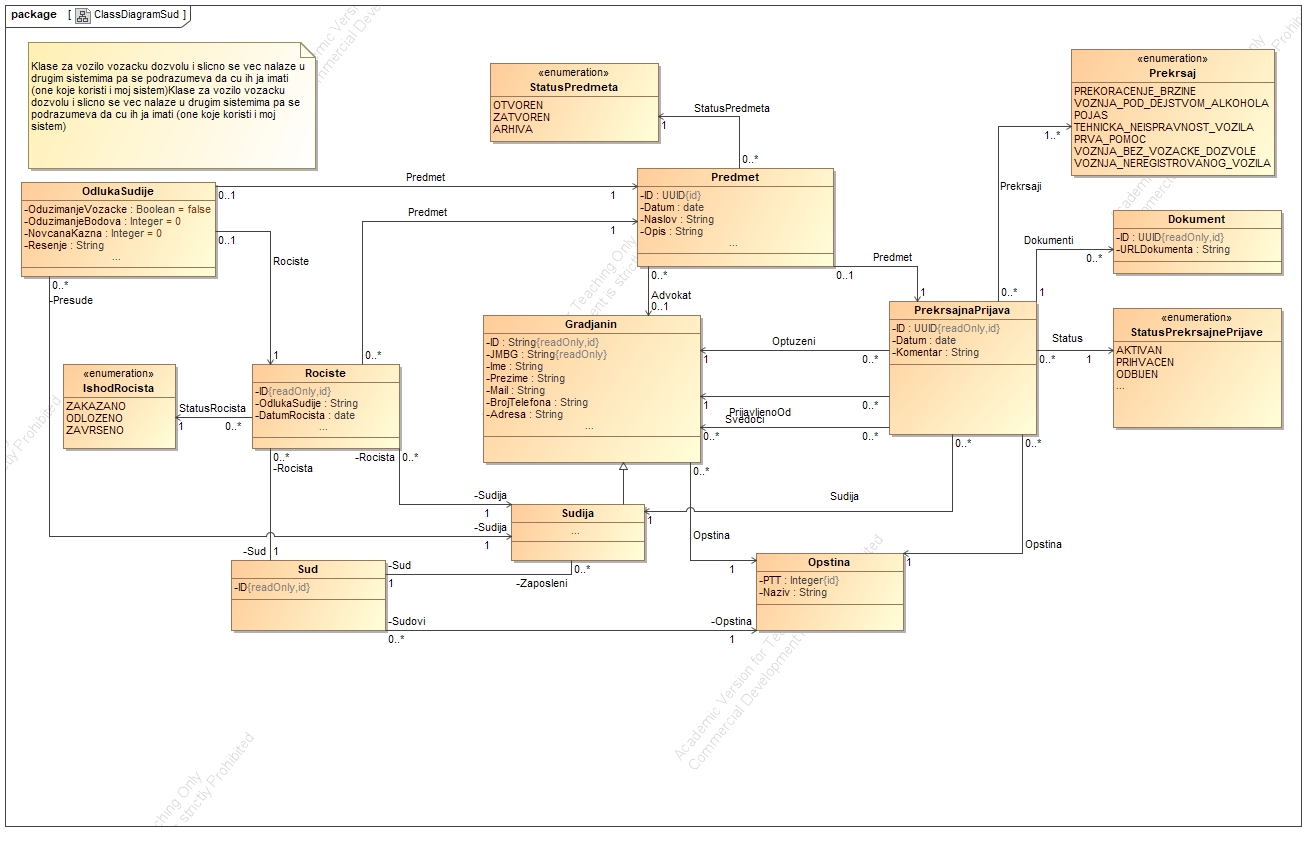 package [ ClassDiagramSud ]
Klase za vozilo vozacku dozvolu i slicno se vec nalaze u
drugim sistemima pa se podrazumeva da cu ih ja imati
(one koje koristi i moj sistem)Klase za vozilo vozacku
dozvolu i slicno se vec nalaze u drugim sistemima pa se
podrazumeva da cu ih ja imati (one koje koristi i moj
sistem)
«enumeration»
StatusPredmeta
OTVOREN
ZATVOREN
ARHIVA
StatusPredmeta
1
0..*
«enumeration»
Prekrsaj
PREKORACENJE_BRZINE
VOZNJA_POD_DEJSTVOM_ALKOHOLA
POJAS
TEHNICKA_NEISPRAVNOST_VOZILA
PRVA_POMOC
VOZNJA_BEZ_VOZACKE_DOZVOLE
VOZNJA_NEREGISTROVANOG_VOZILA
1..*
Prekrsaji
0..*
OdlukaSudije
-OduzimanjeVozacke : Boolean = false
-OduzimanjeBodova : Integer = 0
-NovcanaKazna : Integer = 0
-Resenje : String
...
0..1
Predmet
1
0..1
Rociste
1
0..*
-Presude
Predmet
1
0..*
Predmet
-ID : UUID{id}
-Datum : date
-Naslov : String
-Opis : String
...
0..*
Advokat
0..1
0..1
Predmet
1
Dokument
-ID : UUID{readOnly,id}
-URLDokumenta : String
Dokumenti
0..*
1
PrekrsajnaPrijava
-ID : UUID{readOnly,id}
-Datum : date
-Komentar : String
Status
0..*
1
«enumeration»
StatusPrekrsajnePrijave
AKTIVAN
PRIHVACEN
ODBIJEN
...
Gradjanin
-ID : String{readOnly,id}
-JMBG : String{readOnly}
-Ime : String
-Prezime : String
-Mail : String
-BrojTelefona : String
-Adresa : String
...
Optuzeni
1
0..*
1
0..*
PrijavljenoOd
Svedoci
0..*
0..*
«enumeration»
IshodRocista
ZAKAZANO
ODLOZENO
ZAVRSENO
StatusRocista
1
0..*
Rociste
-ID{readOnly,id}
-OdlukaSudije : String
-DatumRocista : date
...
0..*
-Rocista
-Rocista
0..*
-Sudija
1
-Sudija
1
Sudija
...
Sudija
1
0..*
0..*
Opstina
1
0..*
Opstina
1
-Sud
1
Sud
-ID{readOnly,id}
-Sud
1
0..*
-Zaposleni
-Sudovi
0..*
-Opstina
1
Opstina
-PTT : Integer{id}
-Naziv : String
Academic Version for Tea
Commercial Development